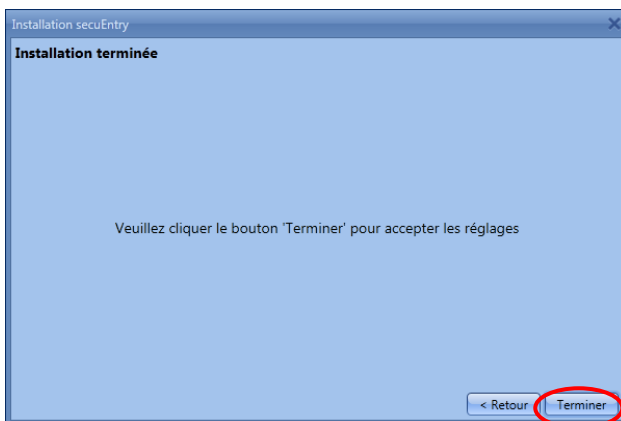 Installation secuEntry
Installation terminée
Veuillez cliquer le bouton 'Terminer' pour accepter les réglages
< Retour
Terminer